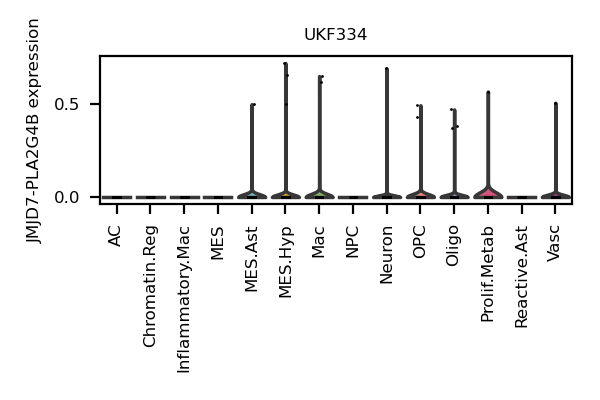 UKF334
JMJD7-PLA2G4B expression
0.5
0.0
AC
Chromatin.Reg
Inflammatory.Mac
MES
MES.Ast
MES.Hyp
Mac
NPC
Neuron
OPC
Oligo
Prolif.Metab
Reactive.Ast
Vasc